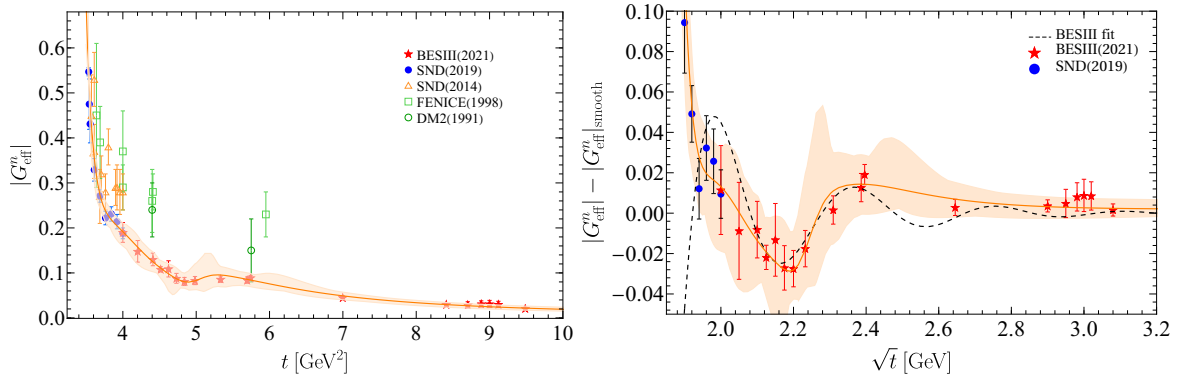 |G^n_eff|
0.6
0.5
0.4
0.3
0.2
0.1
0.0
BESIII(2021)
SND(2019)
SND(2014)
FENICE(1998)
DM2(1991)
4 5 6 7 8 9 10
t [GeV²]
|G^n_eff| − |G^n_eff|_smooth
0.10
0.08
0.06
0.04
0.02
0.00
−0.02
−0.04
BESIII fit
BESIII(2021)
SND(2019)
2.0 2.2 2.4 2.6 2.8 3.0 3.2
√t [GeV]